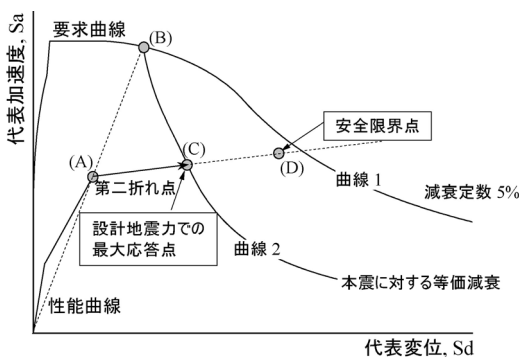 代表加速度, Sa
要求曲線
(B)
安全限界点
(A)
(C)
(D)
第二折れ点
曲線 1
減衰定数 5%
設計地震力での
最大応答点
曲線 2
本震に対する等価減衰
性能曲線
代表変位, Sd